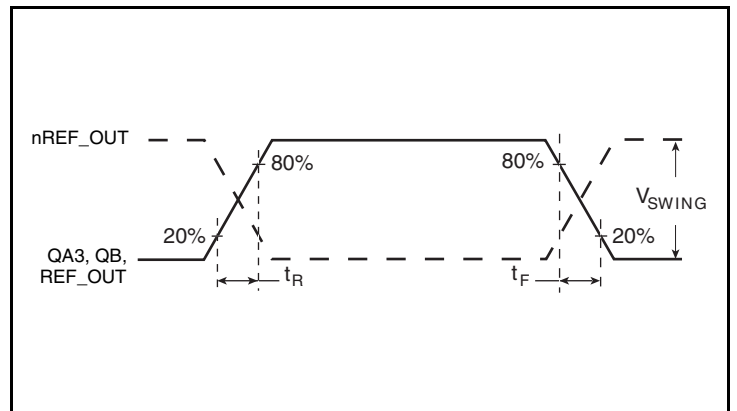 nREF_OUT
80%
80%
VSWING
20%
20%
QA3, QB,
REF_OUT
tR
tF